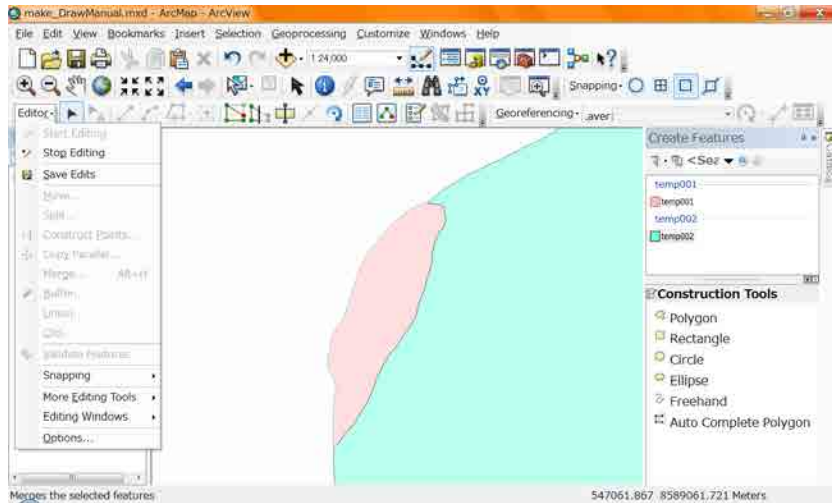 make_DrawManual.mxd - ArcMap - ArcView
File Edit View Bookmarks Insert Selection Geoprocessing Customize Windows Help
1:24,000
Snapping
Editor
Georeferencing
Start Editing
Stop Editing
Save Edits
Move...
Split...
Construct Points...
Copy Parallel...
Merge...
Buffer...
Union...
Clip...
Validate Features
Snapping
More Editing Tools
Editing Windows
Options...
Create Features
temp001
temp001
temp002
temp002
Construction Tools
Polygon
Rectangle
Circle
Ellipse
Freehand
Auto Complete Polygon
Catalog
Merges the selected features
547061.867 8589061.721 Meters